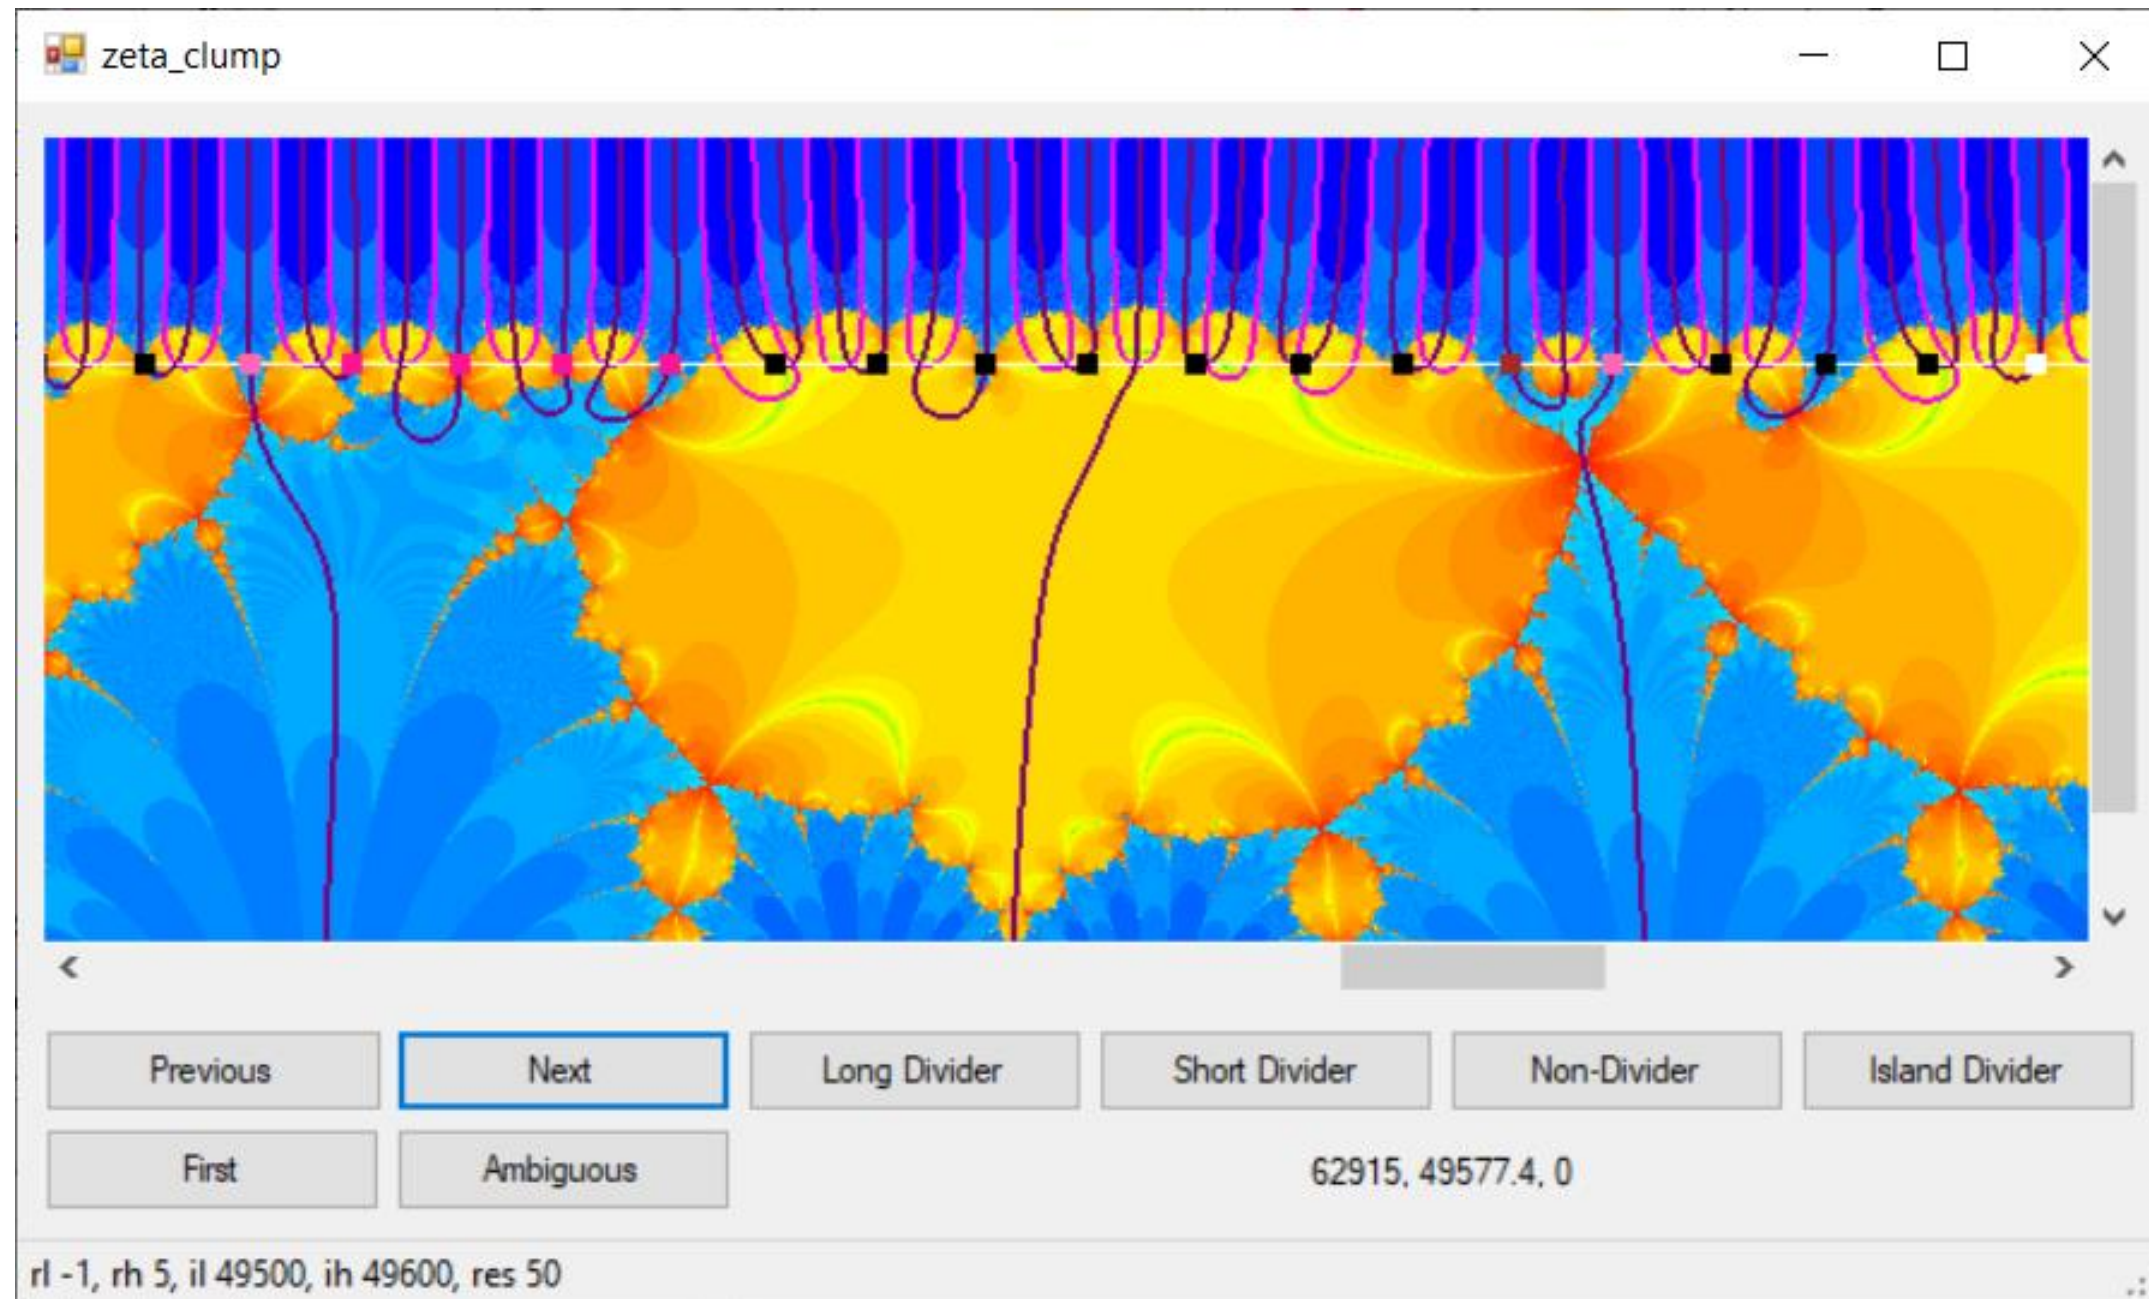 zeta_clump
Previous Next Long Divider Short Divider Non-Divider Island Divider
First Ambiguous 62915, 49577.4, 0
rl -1, rh 5, il 49500, ih 49600, res 50